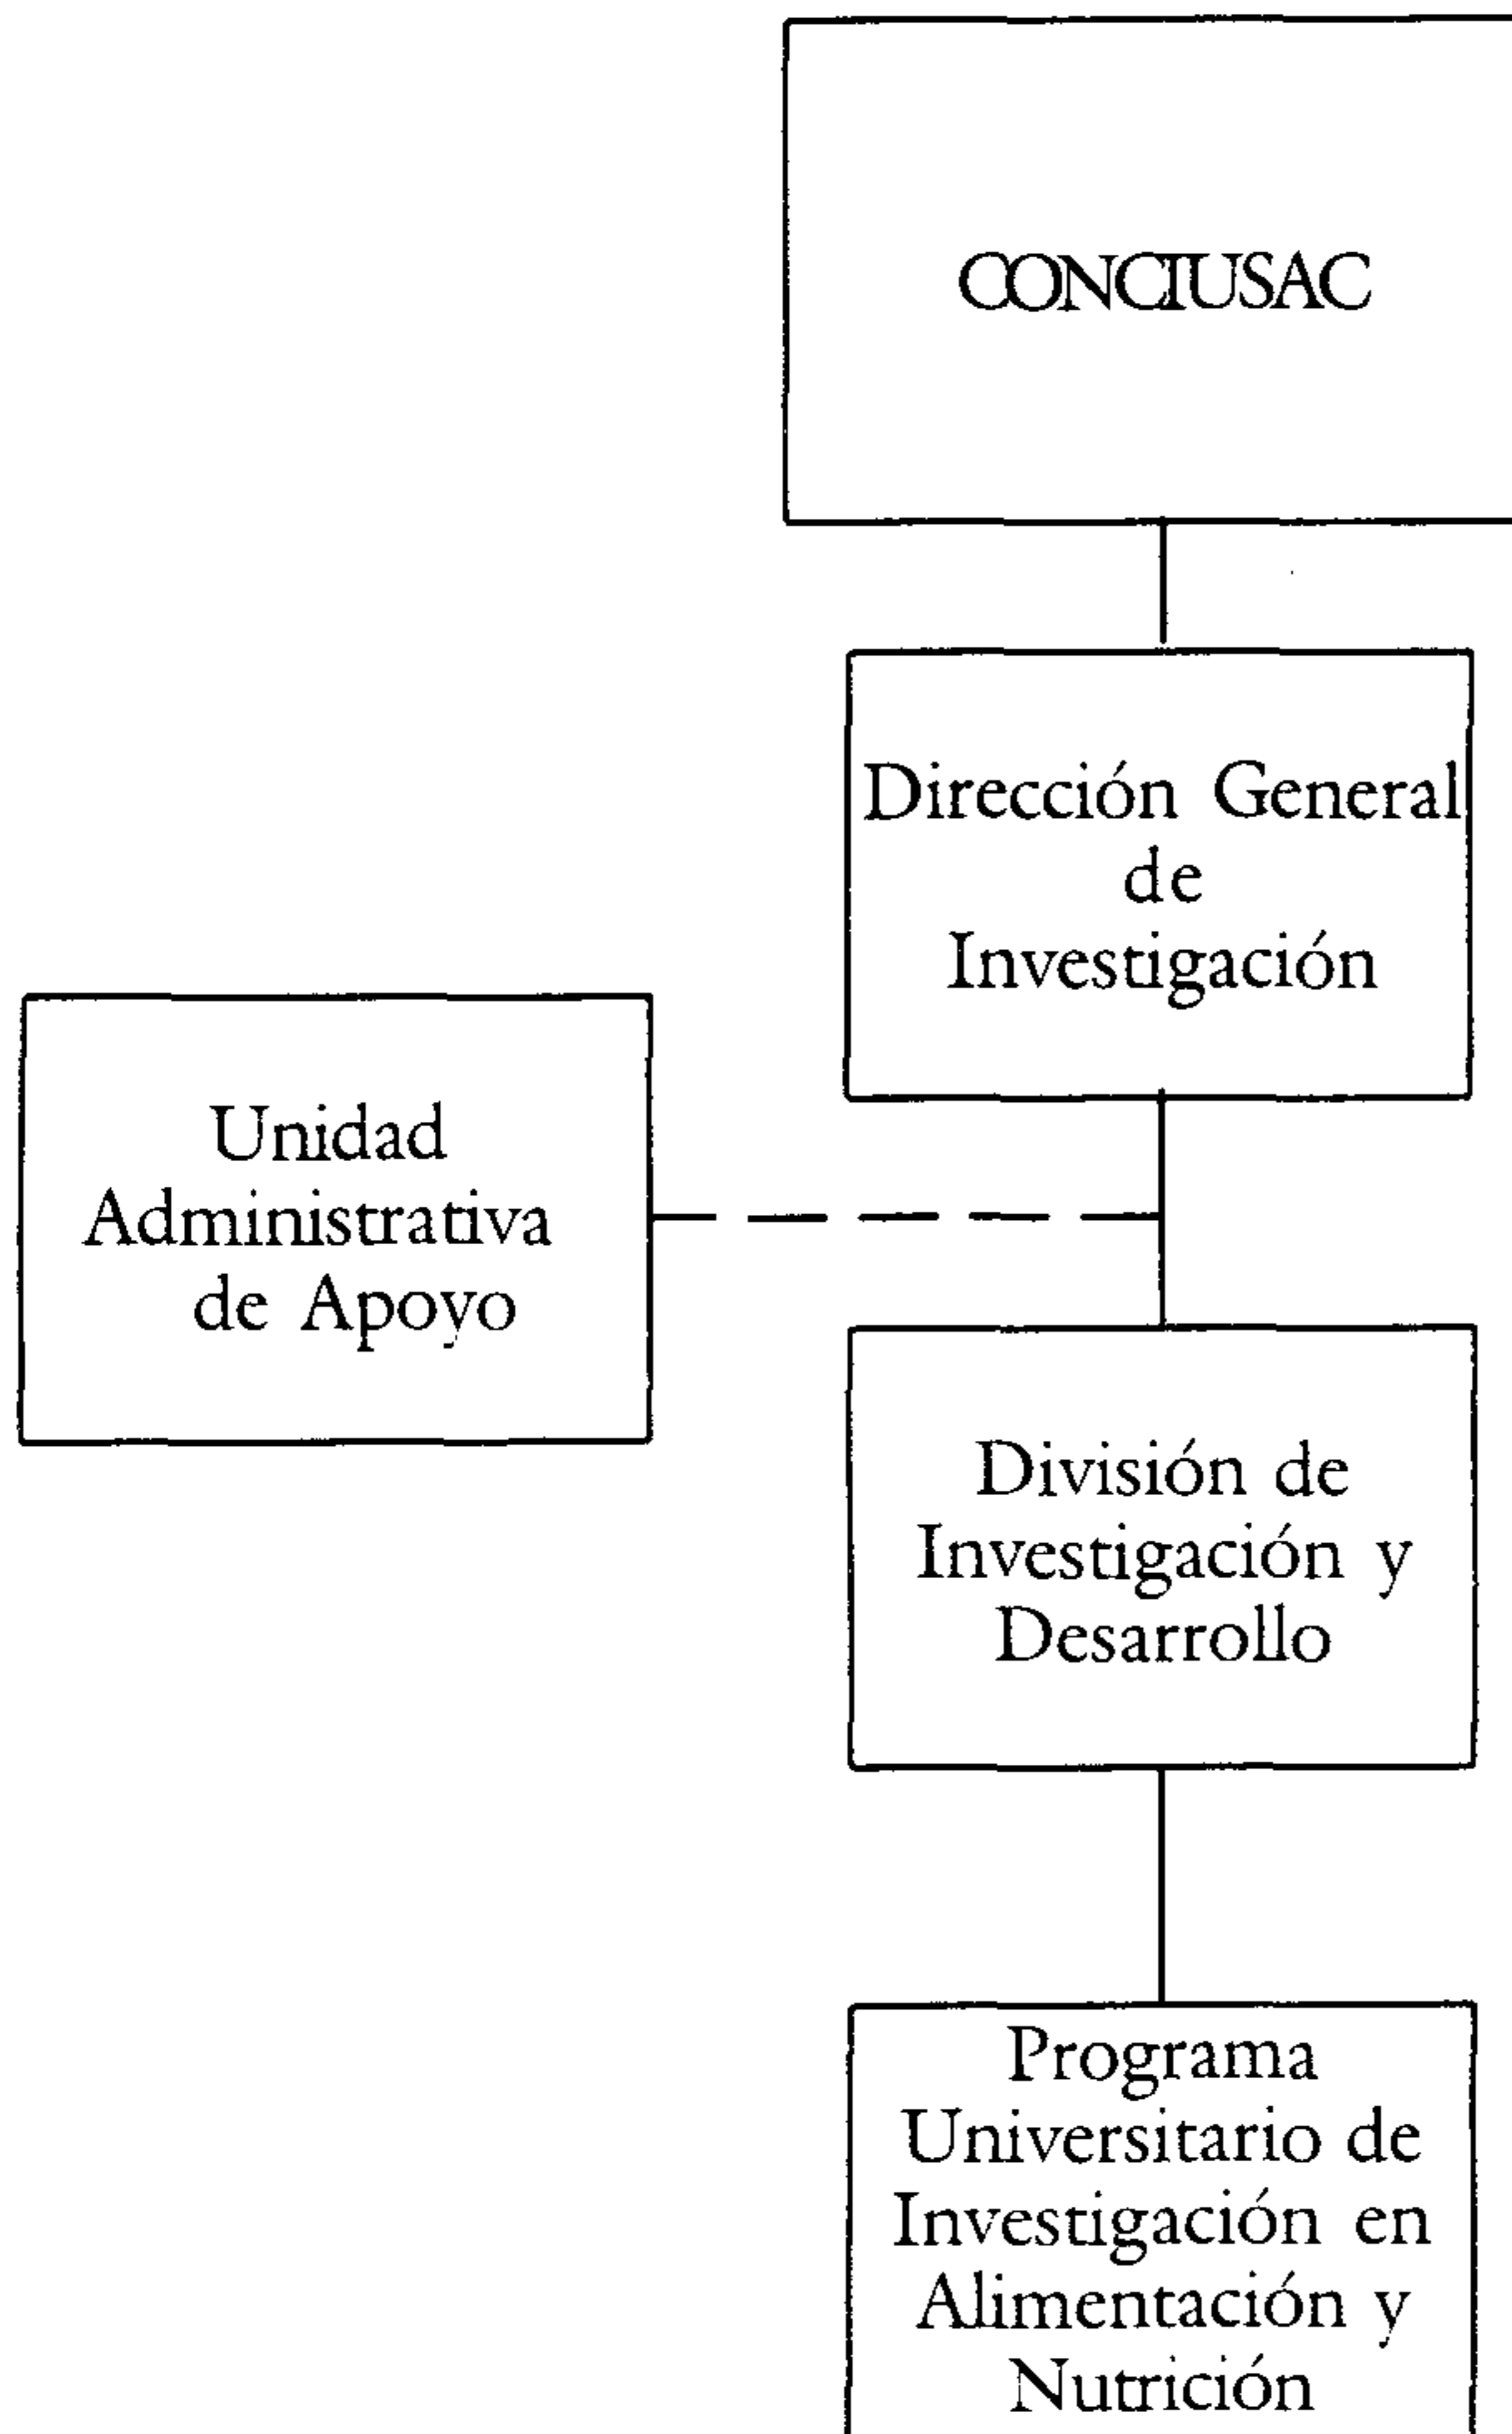 CONCIUSAC
Dirección General
de
Investigación
Unidad
Administrativa
de Apoyo
División de
Investigación y
Desarrollo
Programa
Universitario de
Investigación en
Alimentación y
Nutrición